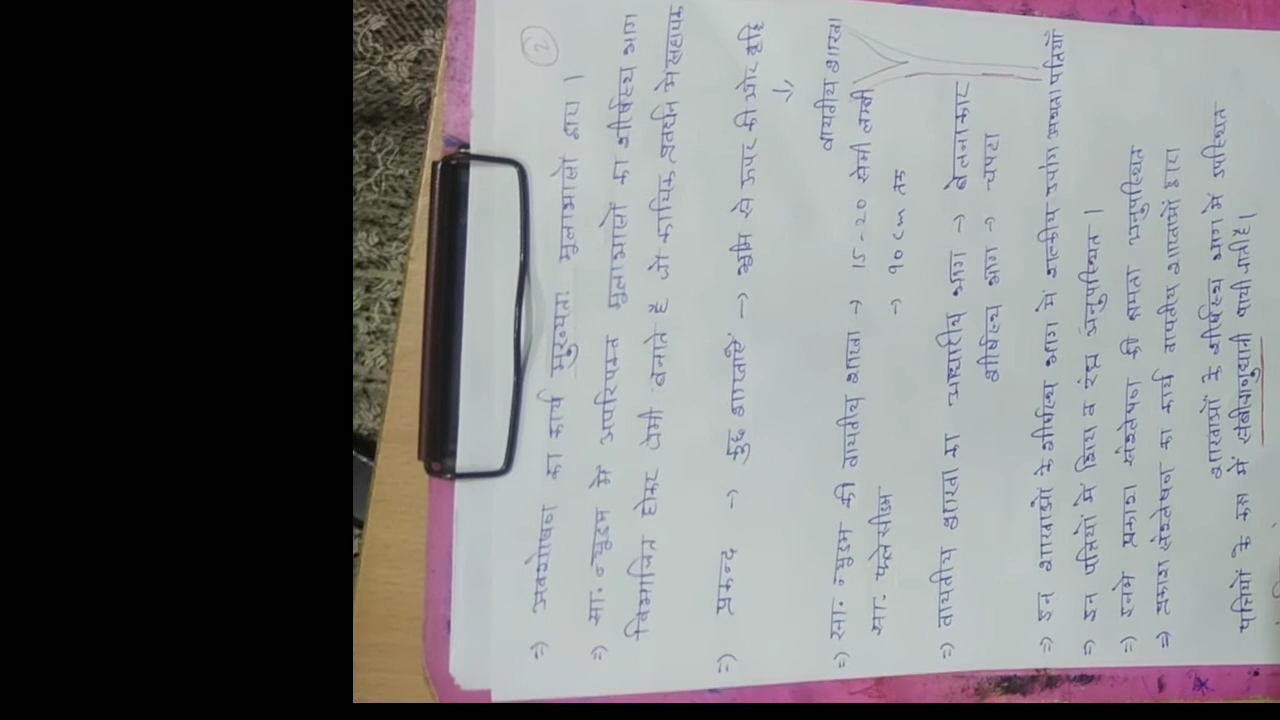 ②
=) अवशोषण का कार्य मुख्यतः मूलाभासों द्वारा ।
=) सा. न्यूडम में अपरिपक्व मूलाभासों का शीर्षस्थ भाग
विभाजित होकर जेमी बनाते है जो कायिक प्रवर्धन में सहायक
=) प्रकन्द -> कुछ शाखाऐं -> भूमि से ऊपर की ओर वृद्धि
↓
वायवीय शाखा
=) सा. न्यूडम की वायवीय शाखा -> 15-20 सेमी लम्बी
सा. फ्लेसीडम -> 90 cm तक
=) वायवीय शाखा का आधारीय भाग -> बेलनाकार
शीर्षस्थ भाग -> चपटा
=) इन शाखाओं के शीर्षस्थ भाग में शल्कीय उपांग अथवा पत्तियाँ
=) इन पत्तियों में शिरा व रंध्र अनुपस्थित ।
=) इनमे प्रकाश संश्लेषण की क्षमता अनुपस्थित
=) प्रकाश संश्लेषण का कार्य वायवीय शाखाओं द्वारा
शाखाओं के शीर्षस्थ भाग में उपस्थित
पत्तियों के कक्ष में संबीजाणुधानी पायी जाती है।